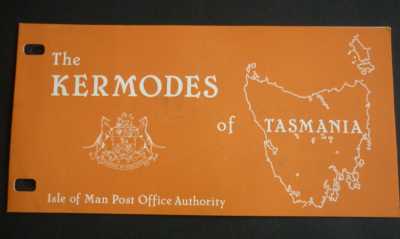 The
KERMODES
of TASMANIA
Isle of Man Post Office Authority